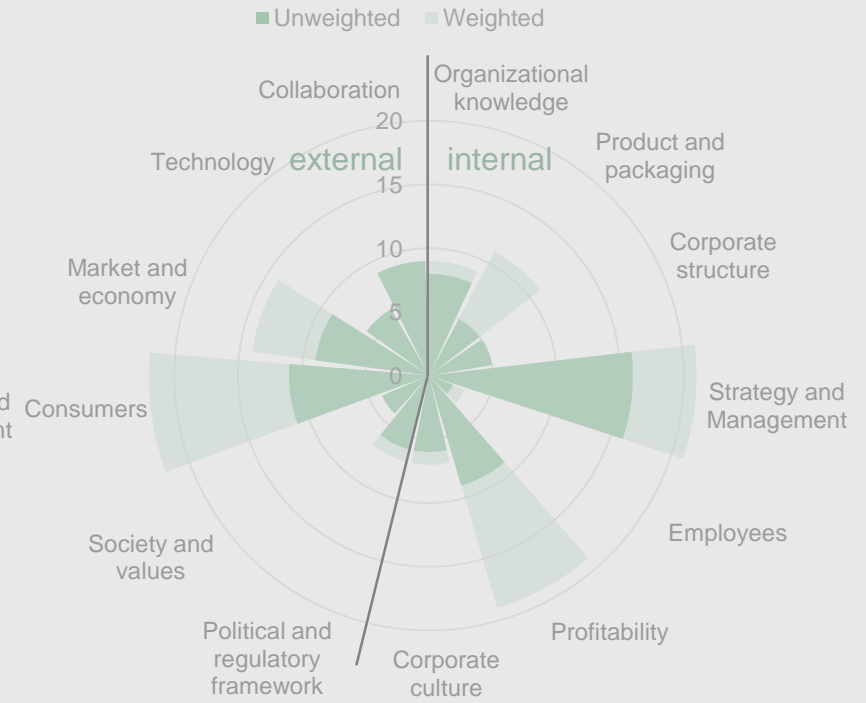 Unweighted
Weighted
Collaboration
Organizational
knowledge
20
Product and
packaging
Technology
external
internal
15
Corporate
structure
10
Market and
economy
5
0
Strategy and
Management
Consumers
Employees
Society and
values
Profitability
Political and
regulatory
framework
Corporate
culture